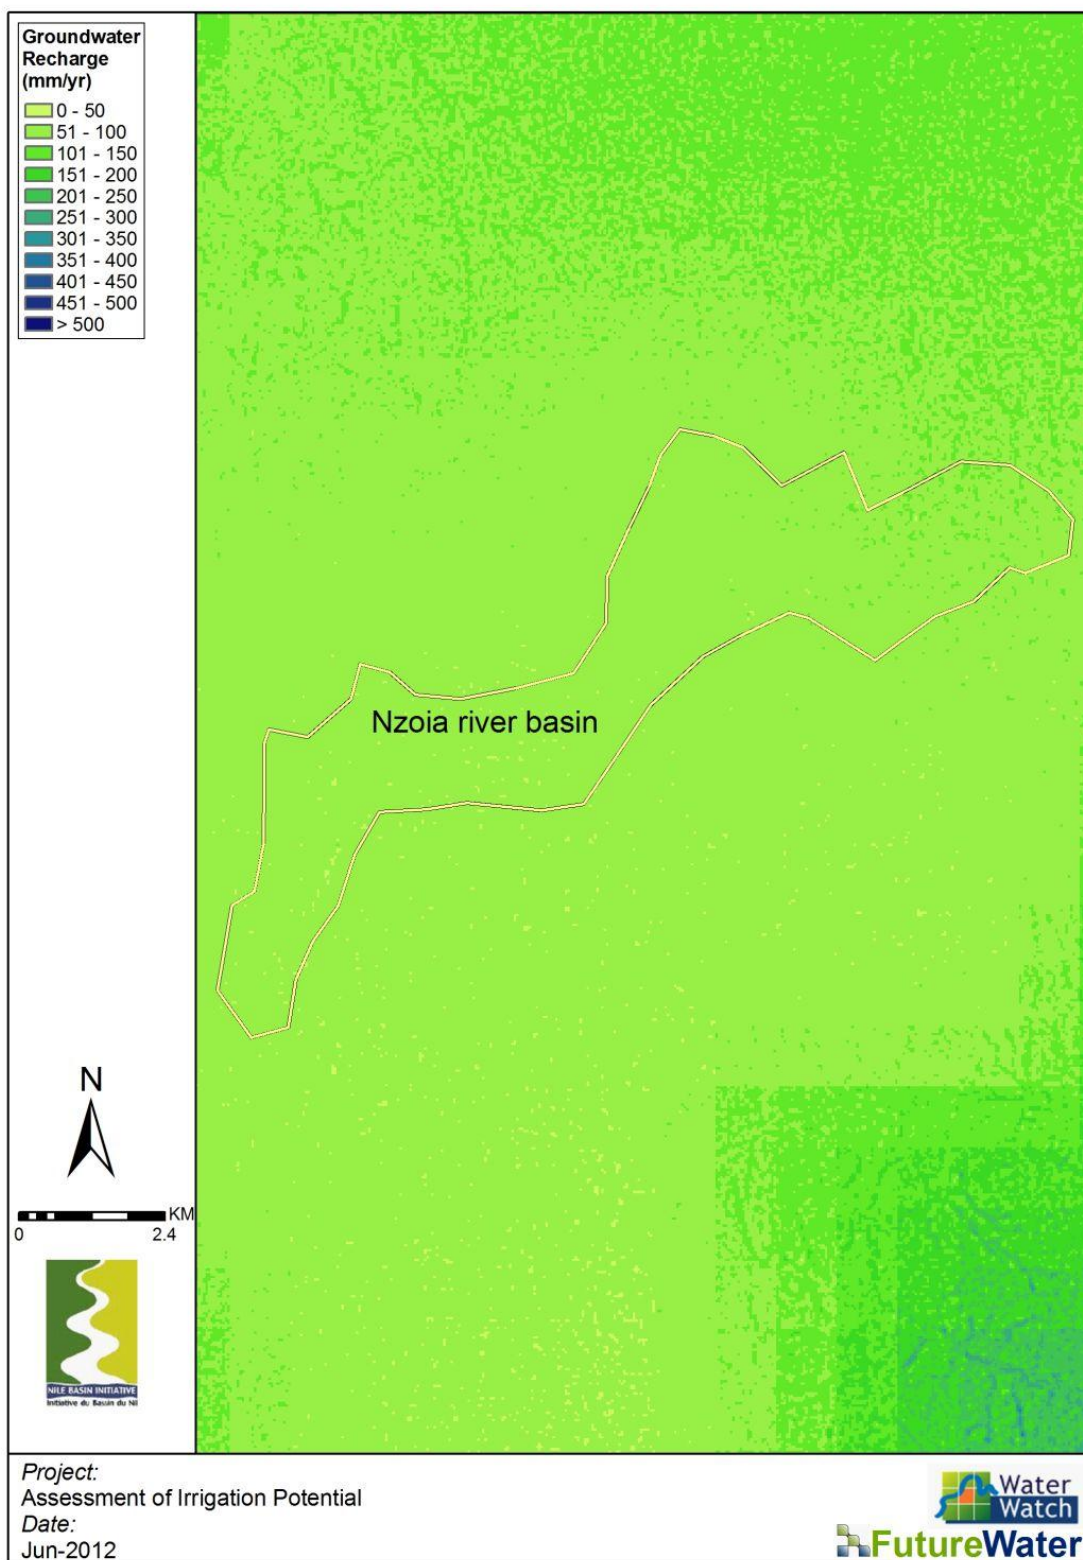 Groundwater
Recharge
(mm/yr)
0 - 50
51 - 100
101 - 150
151 - 200
201 - 250
251 - 300
301 - 350
351 - 400
401 - 450
451 - 500
> 500
Nzoia river basin
N
KM
0 2.4
NILE BASIN INITIATIVE
Initiative du Bassin du Nil
Project:
Assessment of Irrigation Potential
Date:
Jun-2012
Water
Watch
FutureWater